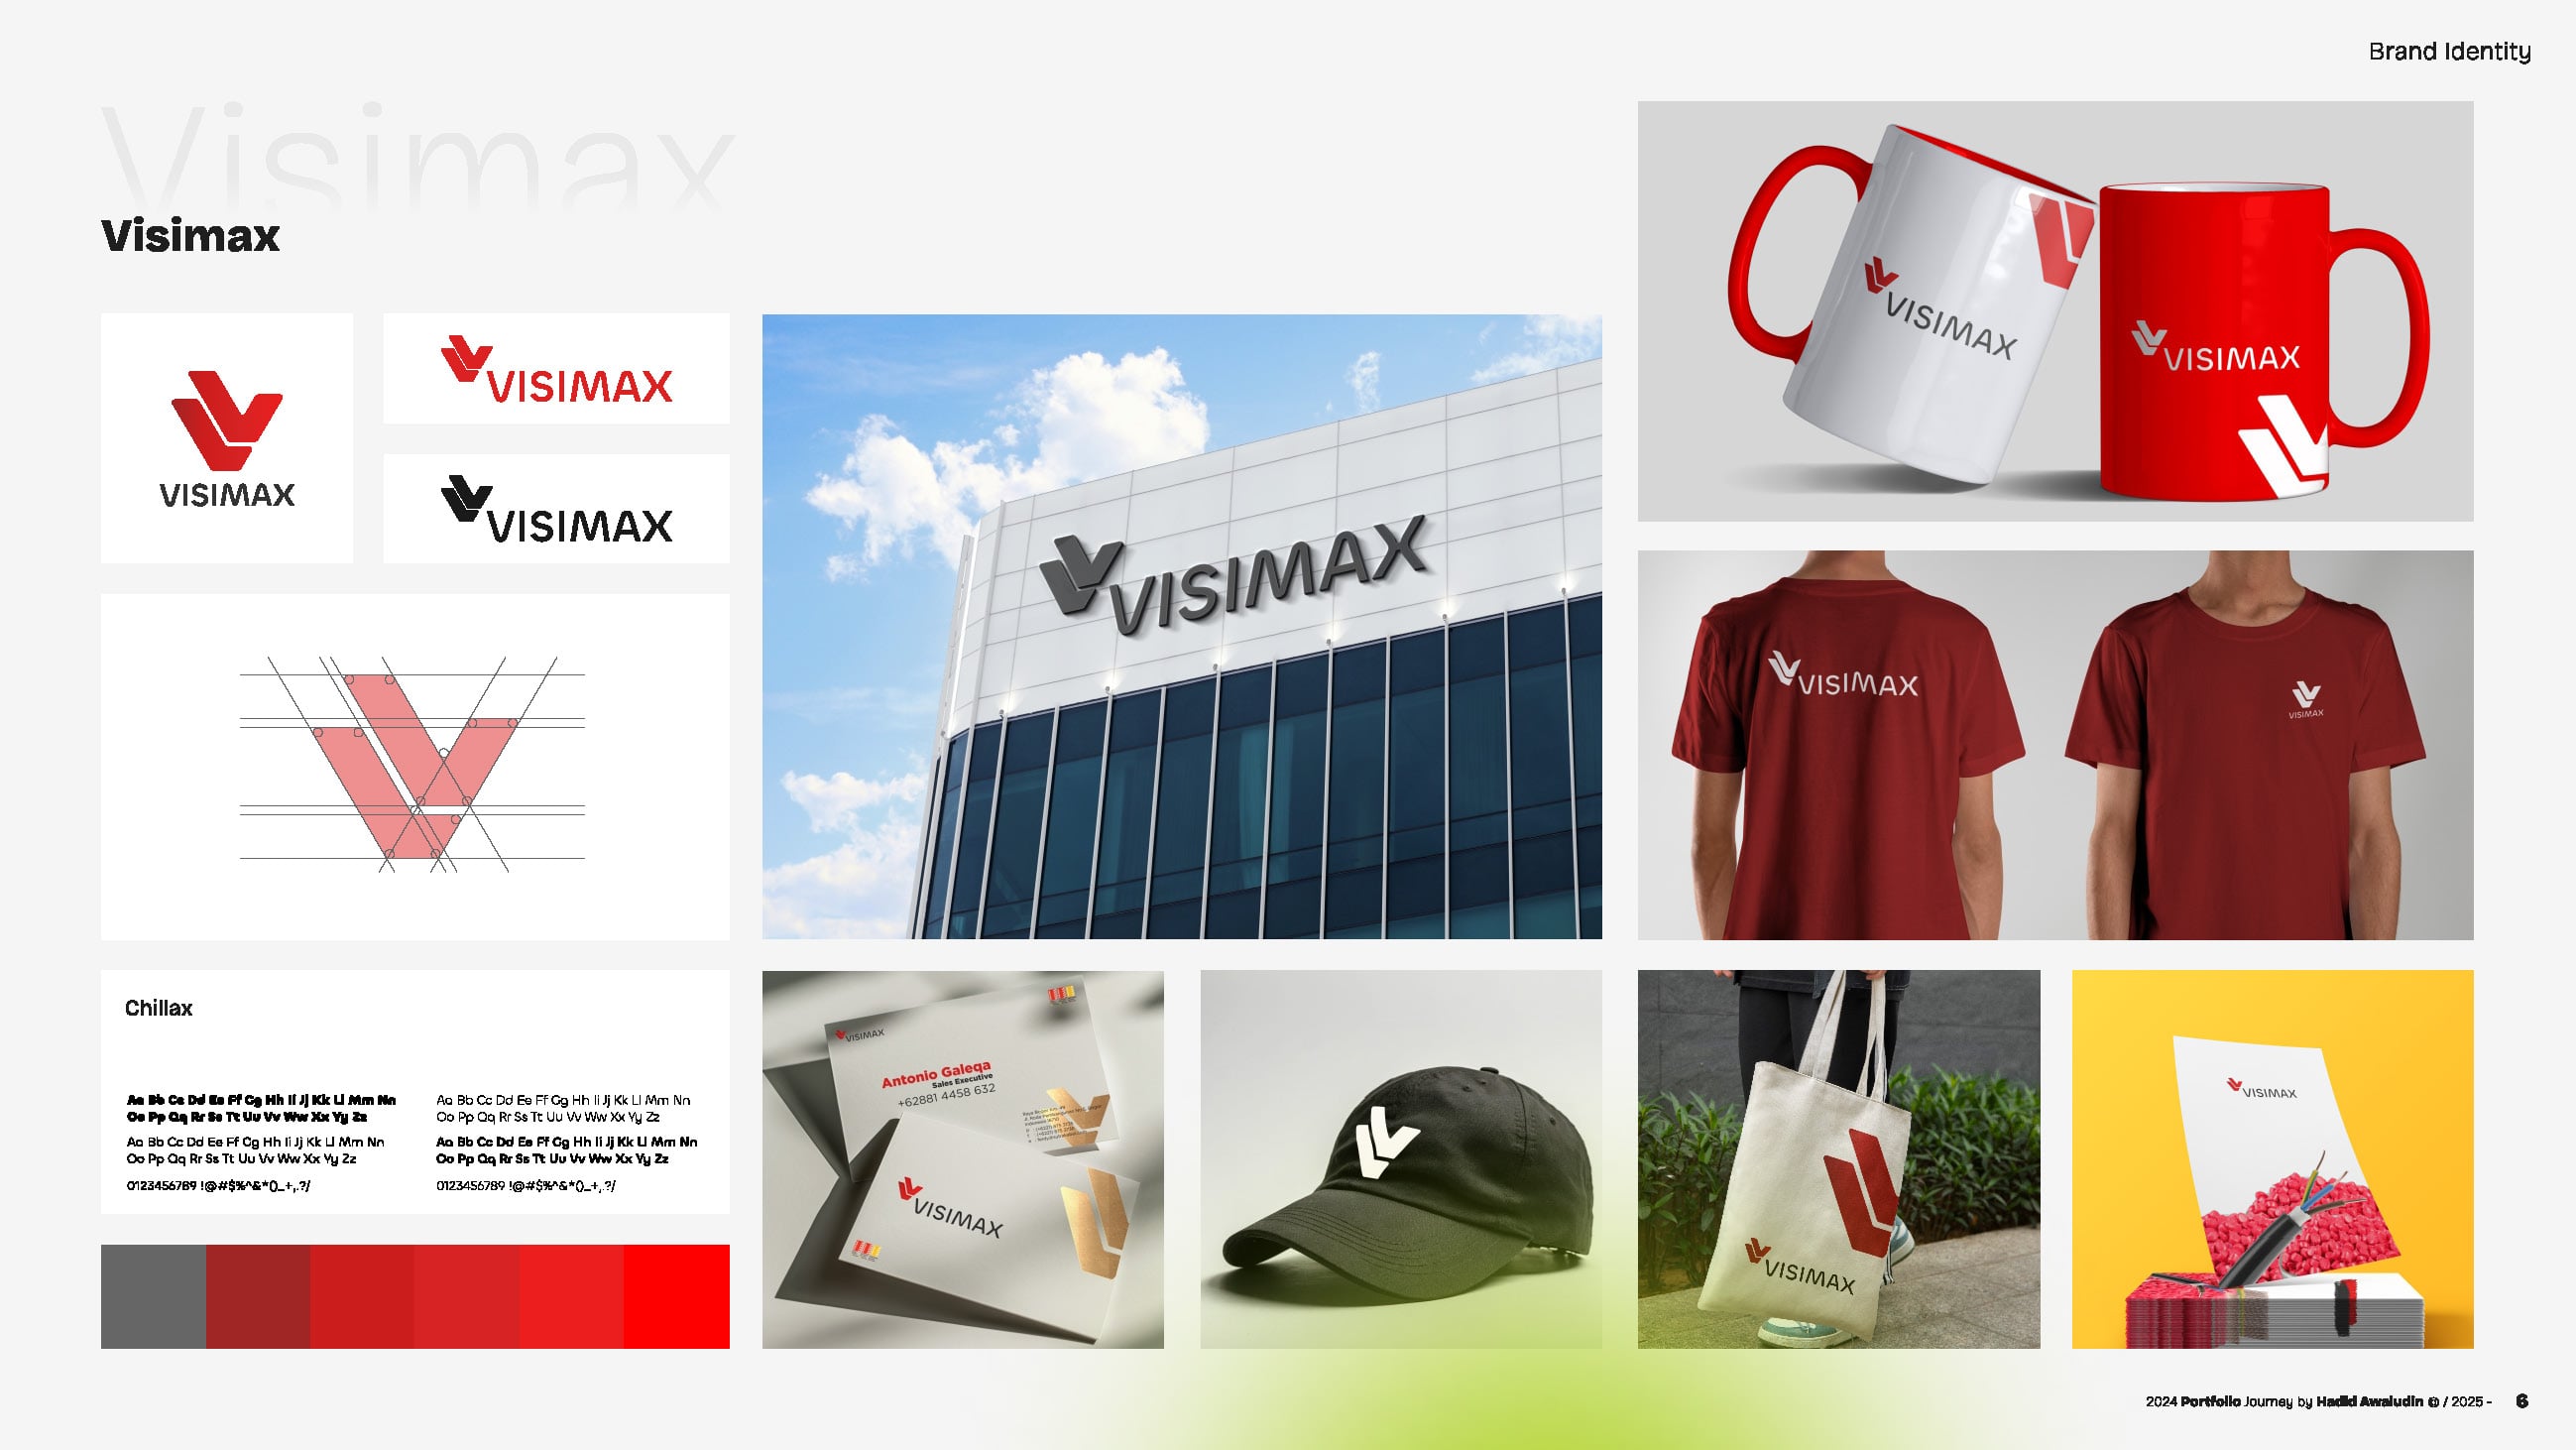 Brand Identity
Visimax
Visimax
VISIMAX
VISIMAX
VISIMAX
Chillax
Aa Bb Cc Dd Ee Ff Gg Hh Ii Jj Kk Ll Mm Nn
Oo Pp Qq Rr Ss Tt Uu Vv Ww Xx Yy Zz
Aa Bb Cc Dd Ee Ff Gg Hh Ii Jj Kk Ll Mm Nn
Oo Pp Qq Rr Ss Tt Uu Vv Ww Xx Yy Zz
0123456789 !@#$%^&*()_+,.?/
Aa Bb Cc Dd Ee Ff Gg Hh Ii Jj Kk Ll Mm Nn
Oo Pp Qq Rr Ss Tt Uu Vv Ww Xx Yy Zz
Aa Bb Cc Dd Ee Ff Gg Hh Ii Jj Kk Ll Mm Nn
Oo Pp Qq Rr Ss Tt Uu Vv Ww Xx Yy Zz
0123456789 !@#$%^&*()_+,.?/
VISIMAX
VISIMAX
Antonio Galeqa
Sales Executive
+62881 4458 632
VISIMAX
VISIMAX
VISIMAX
VISIMAX
VISIMAX
VISIMAX
VISIMAX
2024 Portfolio Journey by Hadid Awaludin © / 2025 - 6